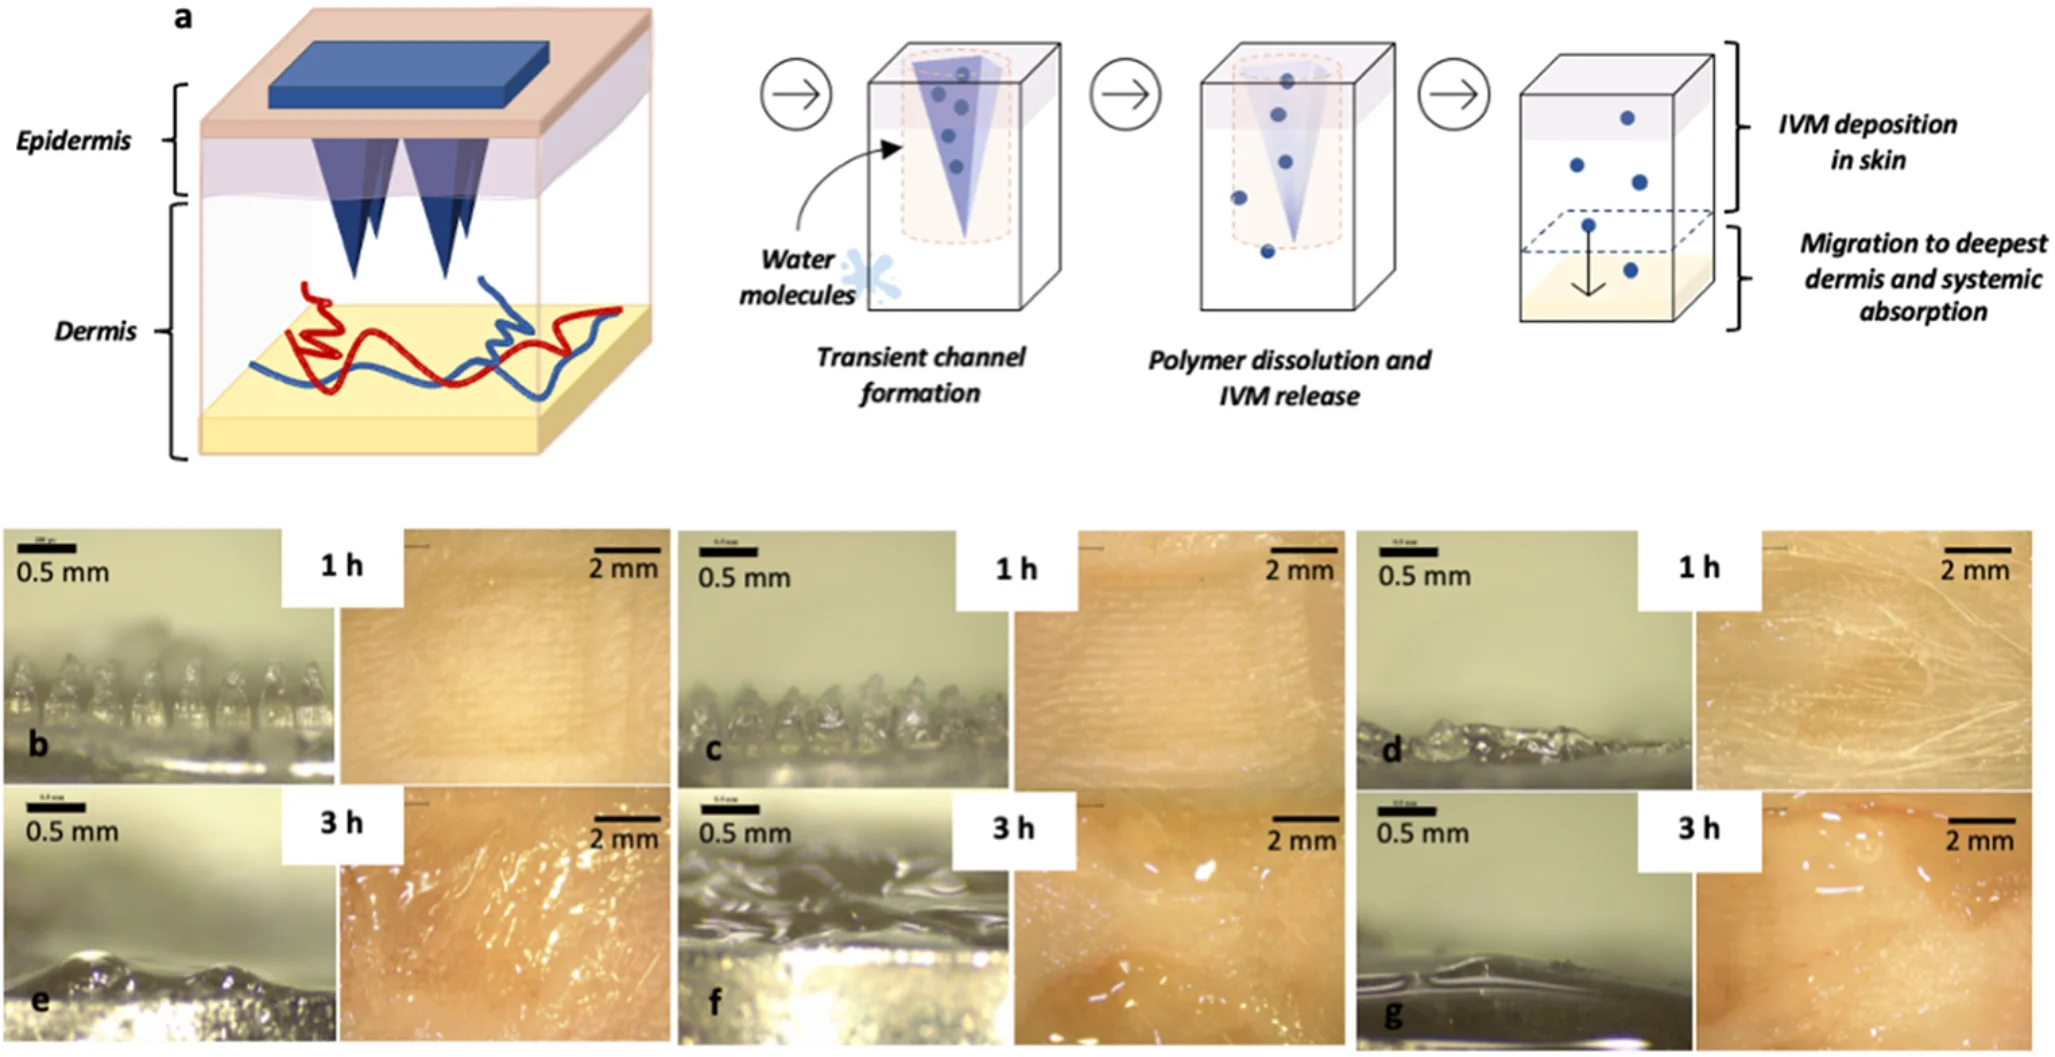 a
Epidermis
Dermis
Water
molecules
Transient channel
formation
Polymer dissolution and
IVM release
IVM deposition
in skin
Migration to deepest
dermis and systemic
absorption
0.5 mm
1 h
2 mm
b
0.5 mm
1 h
2 mm
c
0.5 mm
1 h
2 mm
d
0.5 mm
3 h
2 mm
e
0.5 mm
3 h
2 mm
f
0.5 mm
3 h
2 mm
g